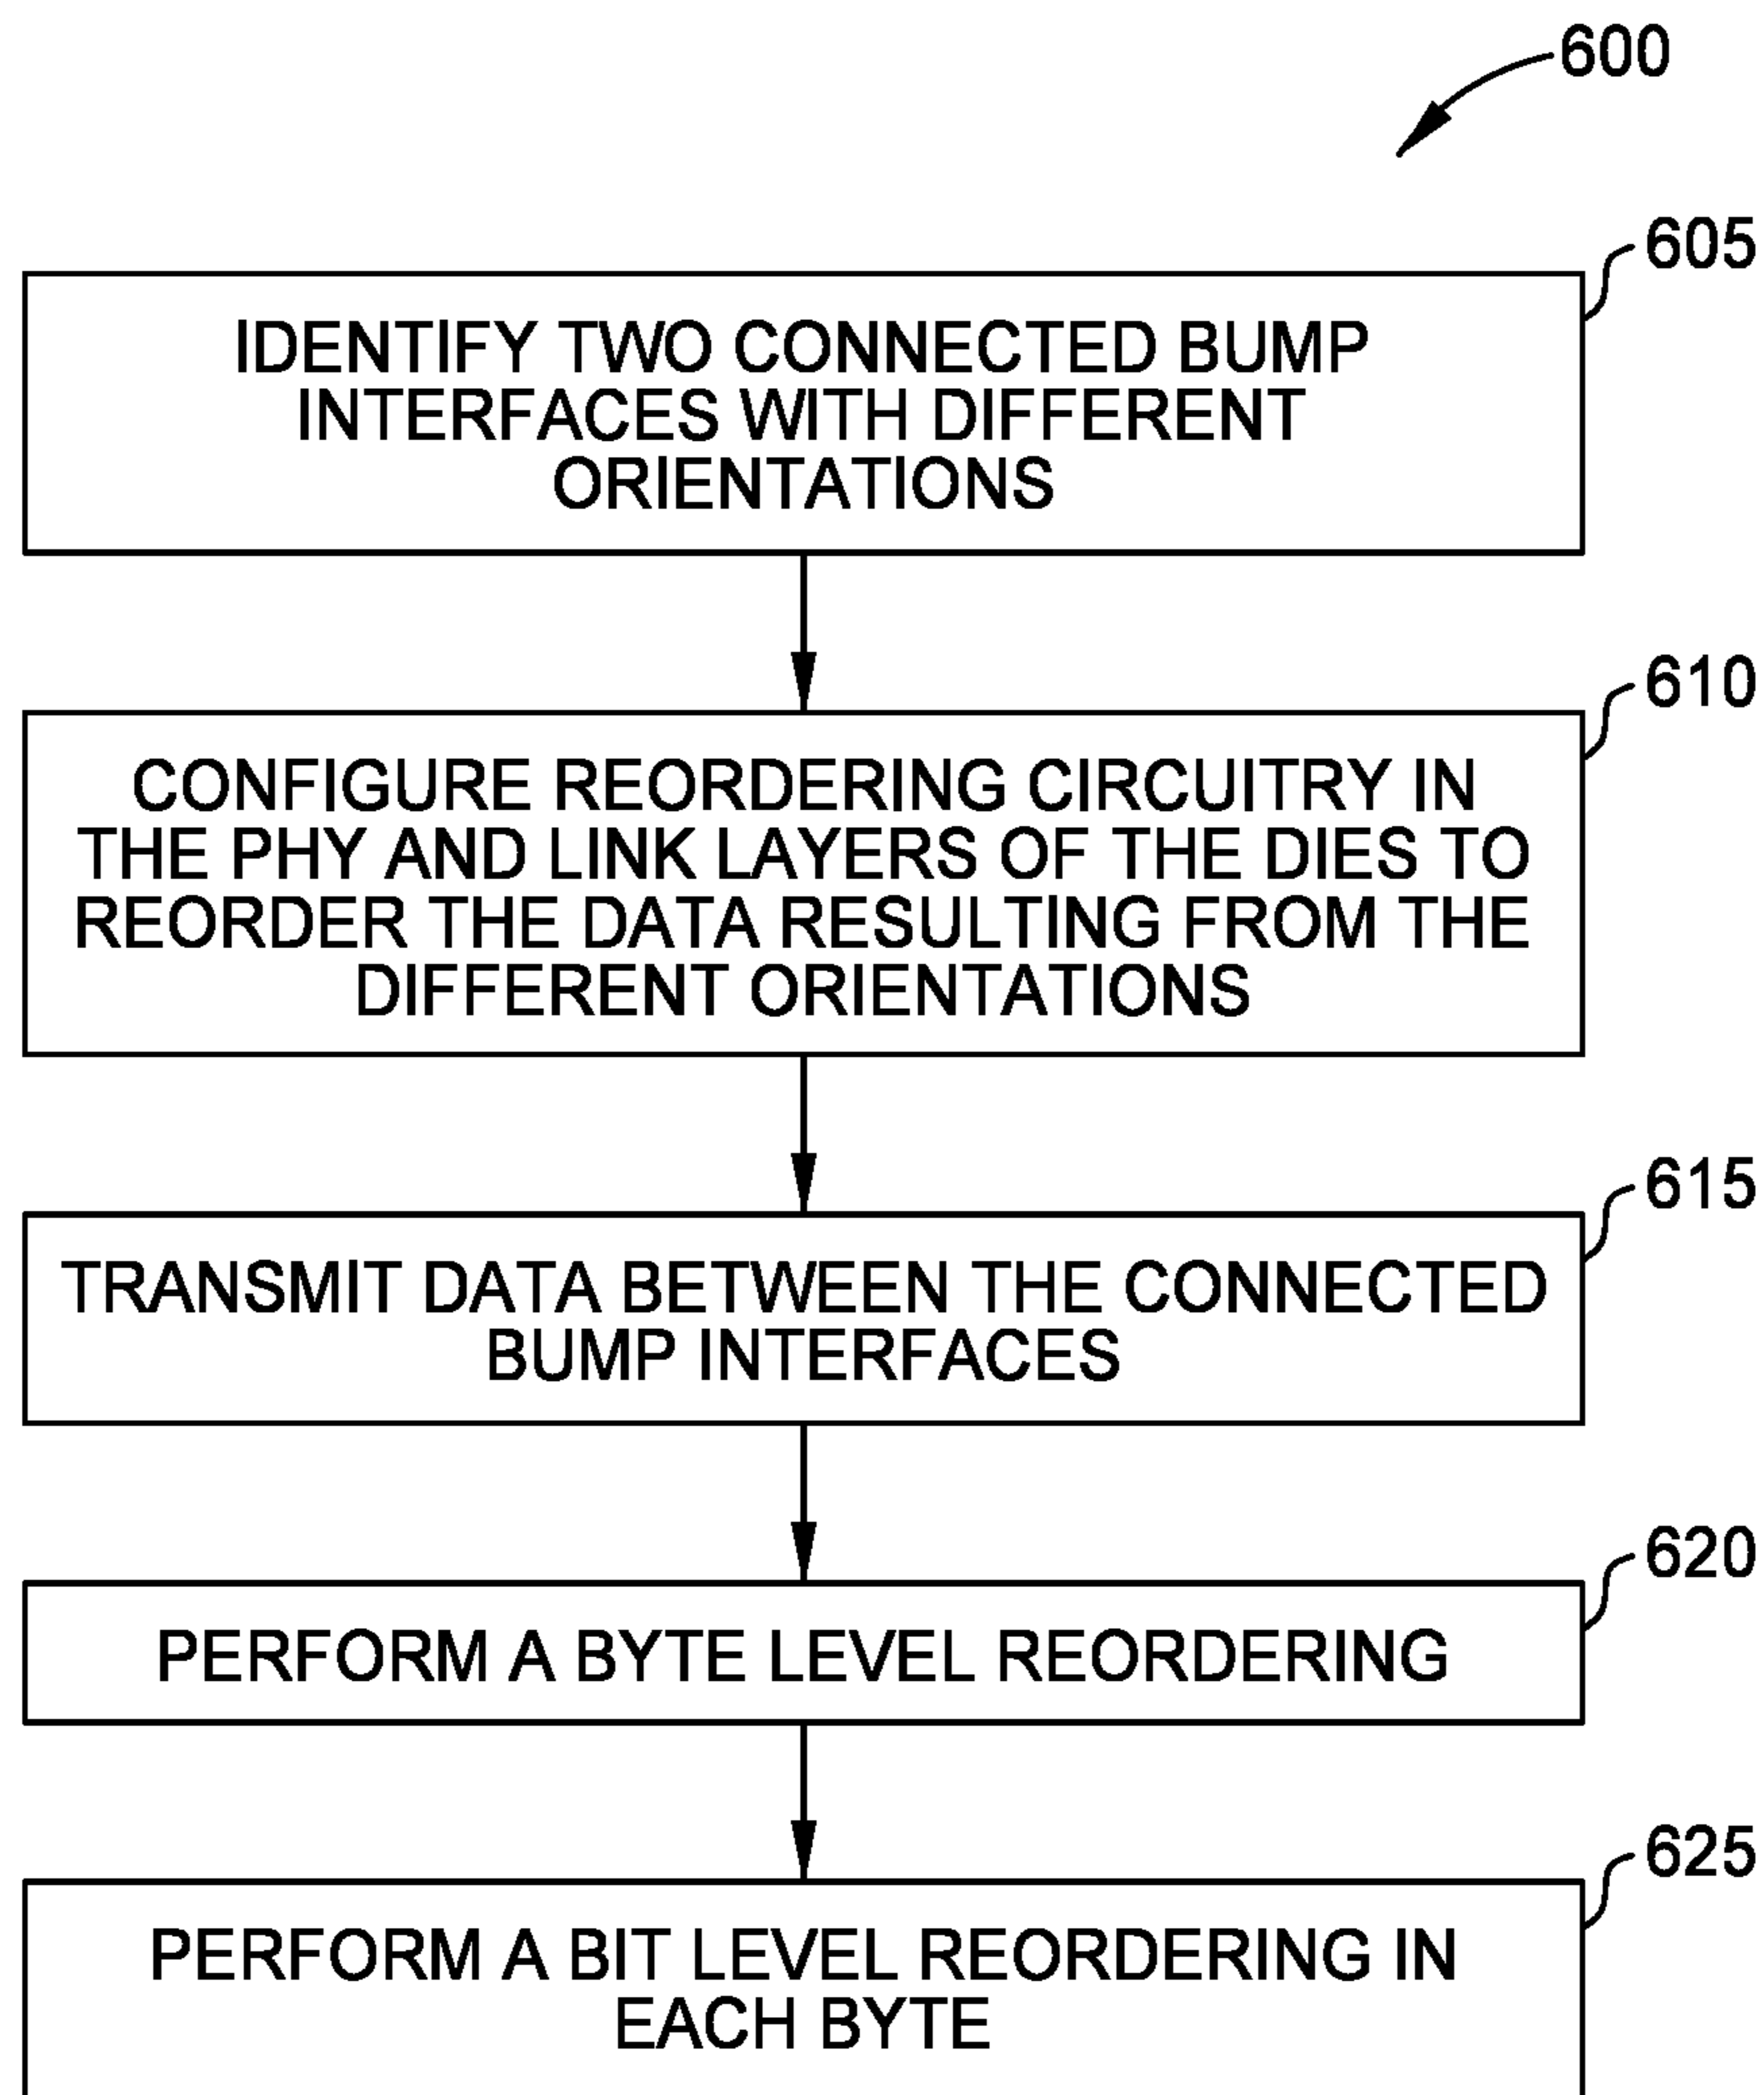 600
605
IDENTIFY TWO CONNECTED BUMP
INTERFACES WITH DIFFERENT
ORIENTATIONS
610
CONFIGURE REORDERING CIRCUITRY IN
THE PHY AND LINK LAYERS OF THE DIES TO
REORDER THE DATA RESULTING FROM THE
DIFFERENT ORIENTATIONS
615
TRANSMIT DATA BETWEEN THE CONNECTED
BUMP INTERFACES
620
PERFORM A BYTE LEVEL REORDERING
625
PERFORM A BIT LEVEL REORDERING IN
EACH BYTE